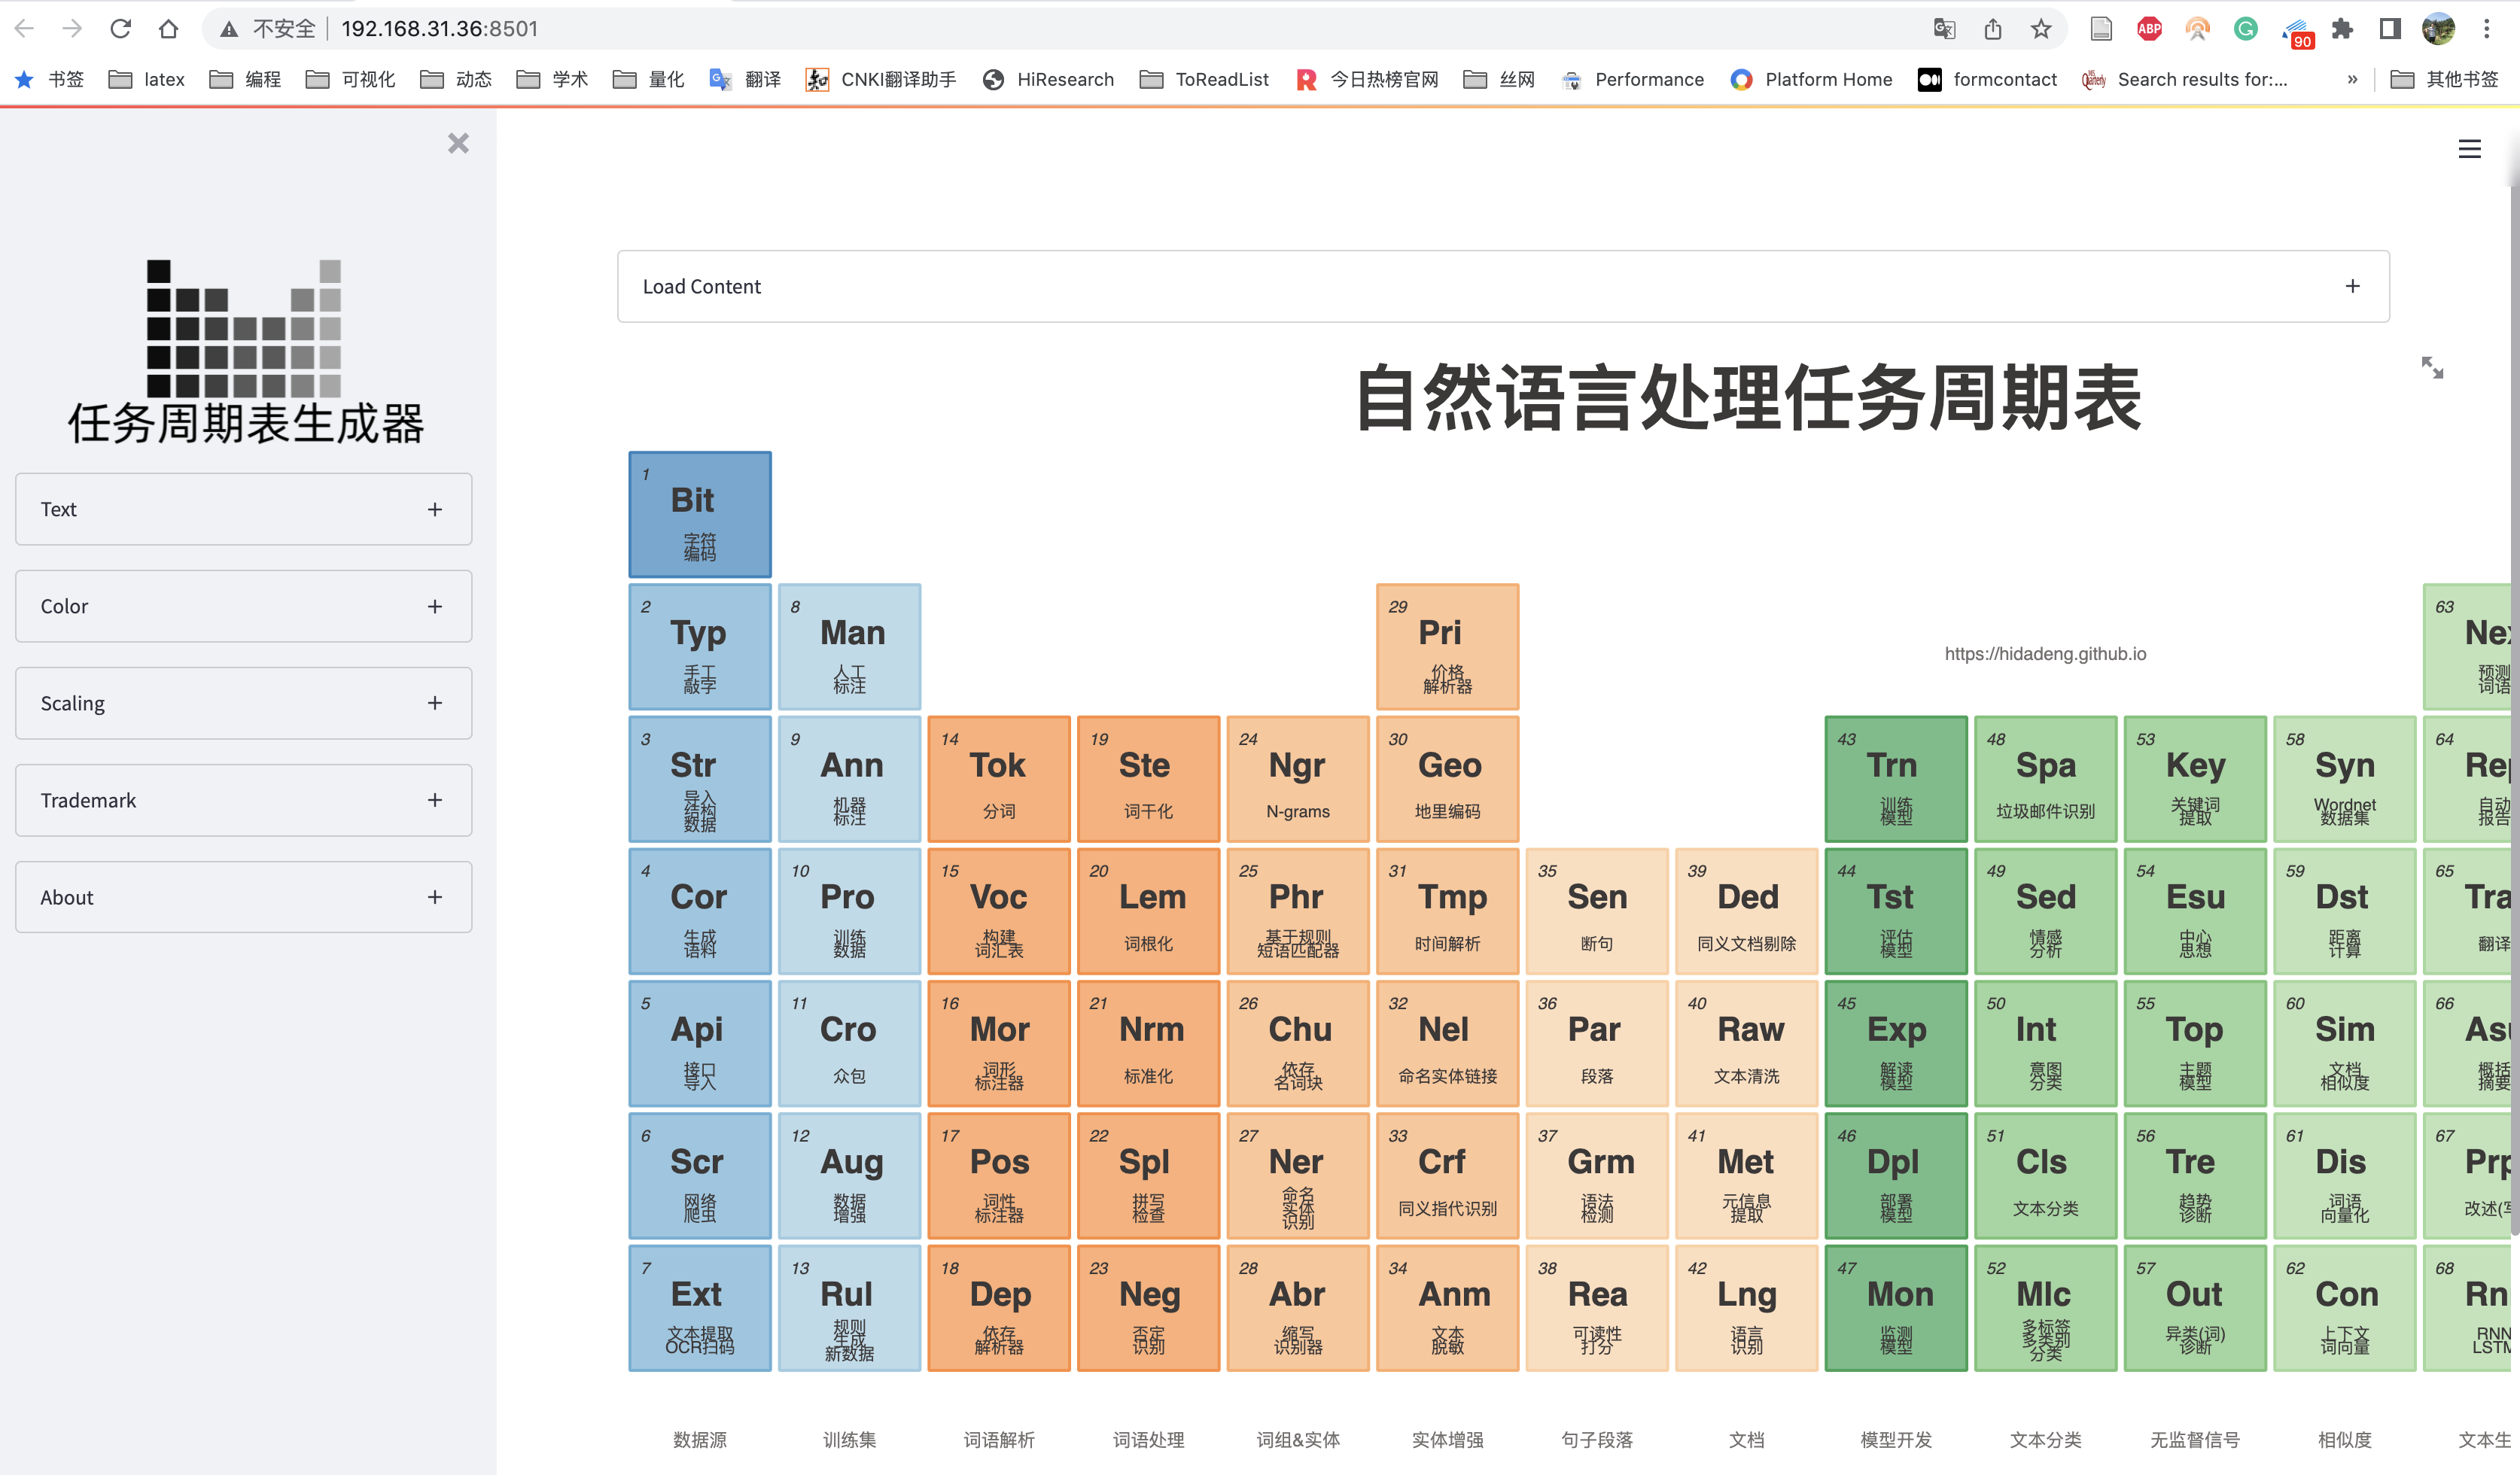 不安全 192.168.31.36:8501
90
ABP
书签 latex 编程 可视化 动态 学术 量化 翻译 CNKI翻译助手 HiResearch ToReadList 今日热榜官网 丝网 Performance Platform Home formcontact Search results for:... » 其他书签
Load Content
任务周期表生成器
Text
Color
Scaling
Trademark
About
自然语言处理任务周期表
1
Bit
字符
编码
2 8 29 63
Typ Man Pri
手工 人工 价格 预测
敲字 标注 解析器 词语
https://hidadeng.github.io
3 9 14 19 24 30 43 48 53 58 64
Str Ann Tok Ste Ngr Geo Trn Spa Key Syn
导入
结构
数据
机器
标注
分词
词干化
N-grams
地里编码
训练
模型
垃圾邮件识别
关键词
提取
Wordnet
数据集
自动
报告
4 10 15 20 25 31 35 39 44 49 54 59 65
Cor Pro Voc Lem Phr Tmp Sen Ded Tst Sed Esu Dst Tra
生成
语料
训练
数据
构建
词汇表
词根化
基于规则
短语匹配器
时间解析
断句
同义文档剔除
评估
模型
情感
分析
中心
思想
距离
计算
翻译
5 11 16 21 26 32 36 40 45 50 55 60 66
Api Cro Mor Nrm Chu Nel Par Raw Exp Int Top Sim
接口
导入
众包
词形
标注器
标准化
依存
名词块
命名实体链接
段落
文本清洗
解读
模型
意图
分类
主题
模型
文档
相似度
概括
摘要
6 12 17 22 27 33 37 41 46 51 56 61 67
Scr Aug Pos Spl Ner Crf Grm Met Dpl Cls Tre Dis Prp
网络
爬虫
数据
增强
词性
标注器
拼写
检查
命名
实体
识别
同义指代识别
语法
检测
元信息
提取
部署
模型
文本分类
趋势
诊断
词语
向量化
改述(
7 13 18 23 28 34 38 42 47 52 57 62 68
Ext Rul Dep Neg Abr Anm Rea Lng Mon Mlc Out Con Rn
文本提取
OCR扫码
规则
生成
新数据
依存
解析器
否定
识别
缩写
识别器
文本
脱敏
可读性
打分
语言
识别
监测
模型
多标签
多类别
分类
异类(词)
诊断
上下文
词向量
RNN
LSTM
数据源 训练集 词语解析 词语处理 词组&实体 实体增强 句子段落 文档 模型开发 文本分类 无监督信号 相似度 文本生